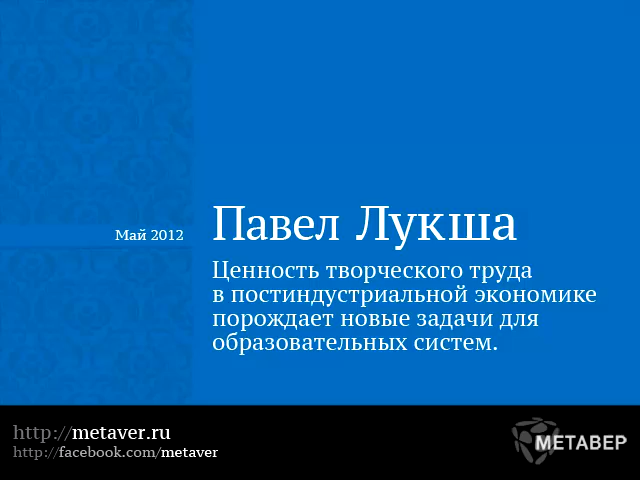 Май 2012
Павел Лукша
Ценность творческого труда
в постиндустриальной экономике
порождает новые задачи для
образовательных систем.
http://metaver.ru
http://facebook.com/metaver
МЕТАВЕР